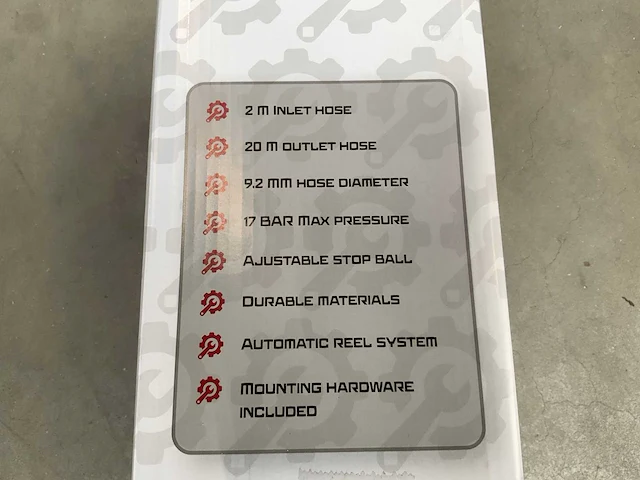 2 M INLET HOSE
20 M OUTLET HOSE
9.2 MM HOSE DIAMETER
17 BAR MAX PRESSURE
AJUSTABLE STOP BALL
DURABLE MATERIALS
AUTOMATIC REEL SYSTEM
MOUNTING HARDWARE
INCLUDED